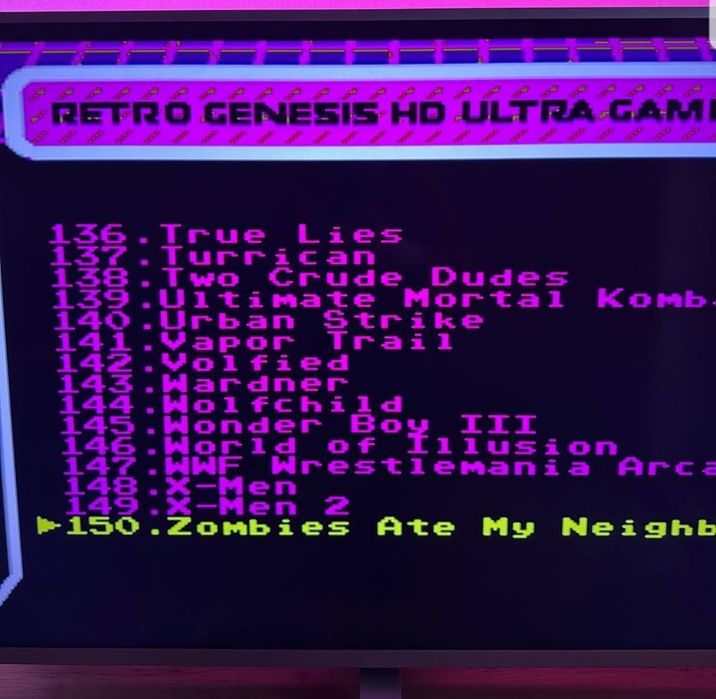 RETRO GENESIS HD ULTRA GAM
136.True Lies
137.Turrican
138.Two Crude Dudes
139.Ultimate Mortal Komb
140.Urban Strike
141.Vapor Trail
142.Volfied
143.Wardner
144.Wolfchild
145.Wonder Boy III
146.World of Illusion
147.WWF Wrestlemania Arca
148.X-Men
149.X-Men 2
150.Zombies Ate My Neighb